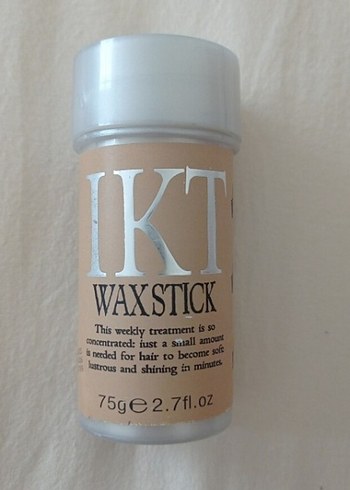 IKT
WAXSTICK
This weekly treatment is so
concentrated: iust a small amount
is needed for hair to become soft
lustrous and shining in minutes.
75g℮2.7fl.oz